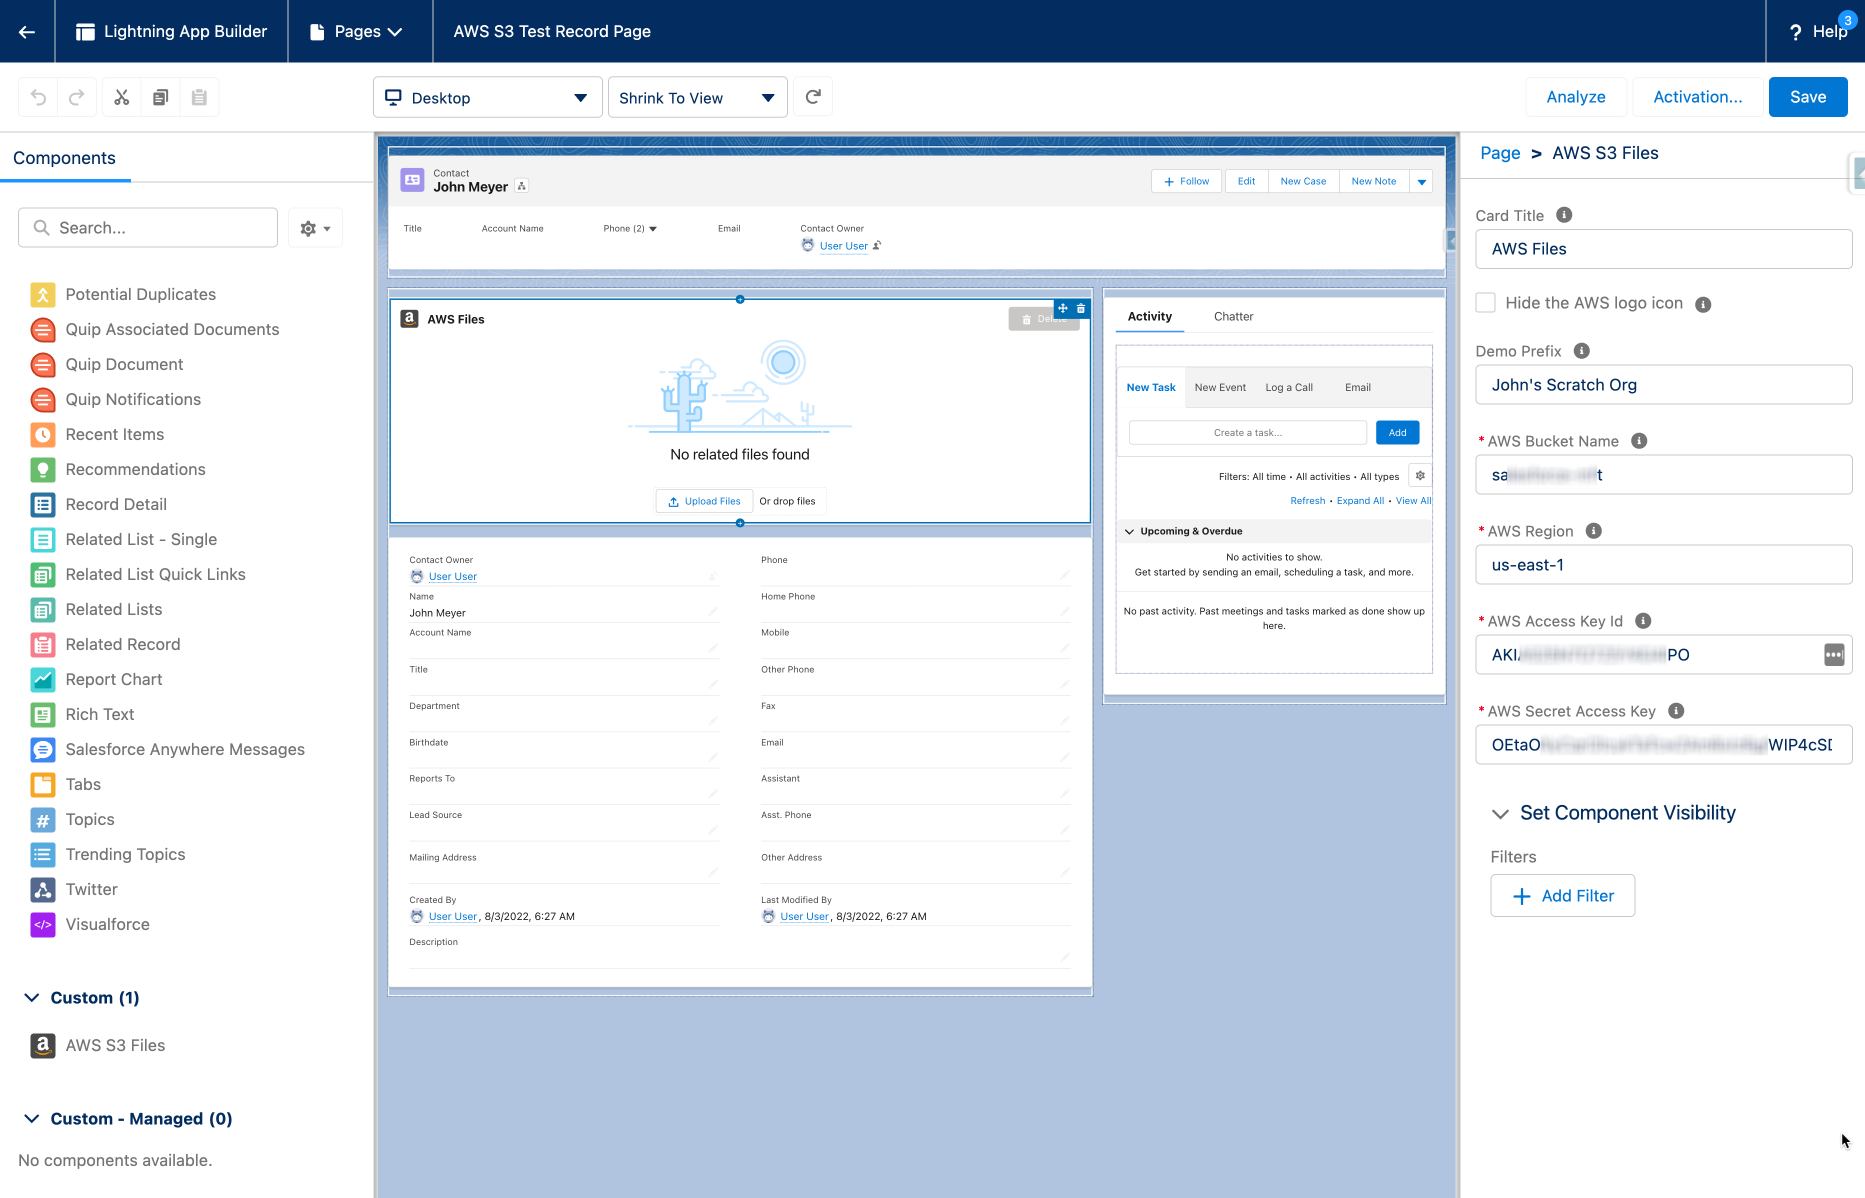 Lightning App Builder
Pages
AWS S3 Test Record Page
? Help
3
Desktop
Shrink To View
Analyze
Activation...
Save
Components
Search...
Potential Duplicates
Quip Associated Documents
Quip Document
Quip Notifications
Recent Items
Recommendations
Record Detail
Related List - Single
Related List Quick Links
Related Lists
Related Record
Report Chart
Rich Text
Salesforce Anywhere Messages
Tabs
Topics
Trending Topics
Twitter
Visualforce
Custom (1)
AWS S3 Files
Custom - Managed (0)
No components available.
Contact
John Meyer
+ Follow
Edit
New Case
New Note
Title
Account Name
Phone (2)
Email
Contact Owner
User User
AWS Files
No related files found
Upload Files
Or drop files
Contact Owner
User User
Phone
Name
John Meyer
Home Phone
Account Name
Mobile
Title
Other Phone
Department
Fax
Birthdate
Email
Reports To
Assistant
Lead Source
Asst. Phone
Mailing Address
Other Address
Created By
User User, 8/3/2022, 6:27 AM
Last Modified By
User User, 8/3/2022, 6:27 AM
Description
Activity
Chatter
New Task
New Event
Log a Call
Email
Create a task...
Add
Filters: All time • All activities • All types
Refresh • Expand All • View All
Upcoming & Overdue
No activities to show.
Get started by sending an email, scheduling a task, and more.
No past activity. Past meetings and tasks marked as done show up
here.
Page > AWS S3 Files
Card Title
AWS Files
Hide the AWS logo icon
Demo Prefix
John's Scratch Org
* AWS Bucket Name
* AWS Region
us-east-1
* AWS Access Key Id
* AWS Secret Access Key
Set Component Visibility
Filters
+ Add Filter